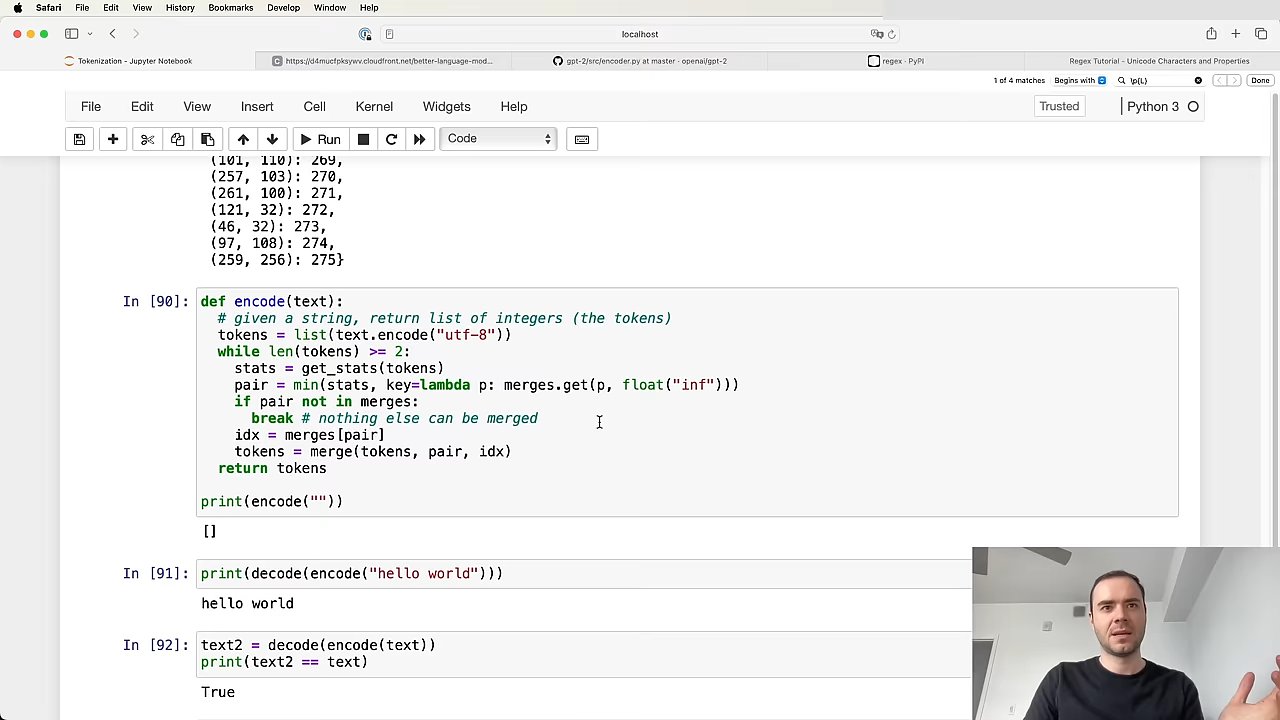 Safari File Edit View History Bookmarks Develop Window Help
localhost
Tokenization - Jupyter Notebook
https://d4mucfpksywv.cloudfront.net/better-language-mod...
gpt-2/src/encoder.py at master · openai/gpt-2
regex · PyPI
Regex Tutorial - Unicode Characters and Properties
1 of 4 matches Begins with \p{L} Done
File Edit View Insert Cell Kernel Widgets Help Trusted Python 3
Run Code
(101, 110): 269,
(257, 103): 270,
(261, 100): 271,
(121, 32): 272,
(46, 32): 273,
(97, 108): 274,
(259, 256): 275}
In [90]: def encode(text):
# given a string, return list of integers (the tokens)
tokens = list(text.encode("utf-8"))
while len(tokens) >= 2:
stats = get_stats(tokens)
pair = min(stats, key=lambda p: merges.get(p, float("inf")))
if pair not in merges:
break # nothing else can be merged
idx = merges[pair]
tokens = merge(tokens, pair, idx)
return tokens
print(encode(""))
[]
In [91]: print(decode(encode("hello world")))
hello world
In [92]: text2 = decode(encode(text))
print(text2 == text)
True